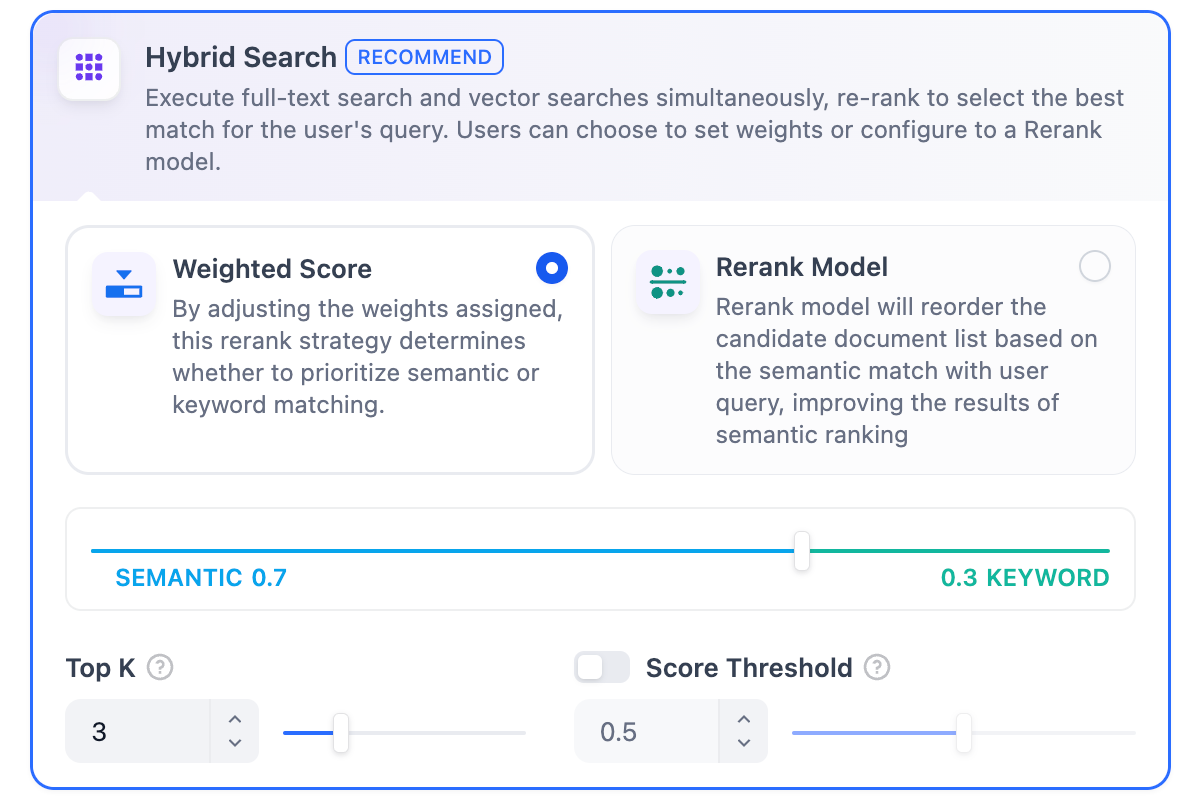 Hybrid Search RECOMMEND
Execute full-text search and vector searches simultaneously, re-rank to select the best
match for the user's query. Users can choose to set weights or configure to a Rerank
model.
Weighted Score
By adjusting the weights assigned,
this rerank strategy determines
whether to prioritize semantic or
keyword matching.
Rerank Model
Rerank model will reorder the
candidate document list based on
the semantic match with user
query, improving the results of
semantic ranking
SEMANTIC 0.7
0.3 KEYWORD
Top K ?
3
Score Threshold ?
0.5